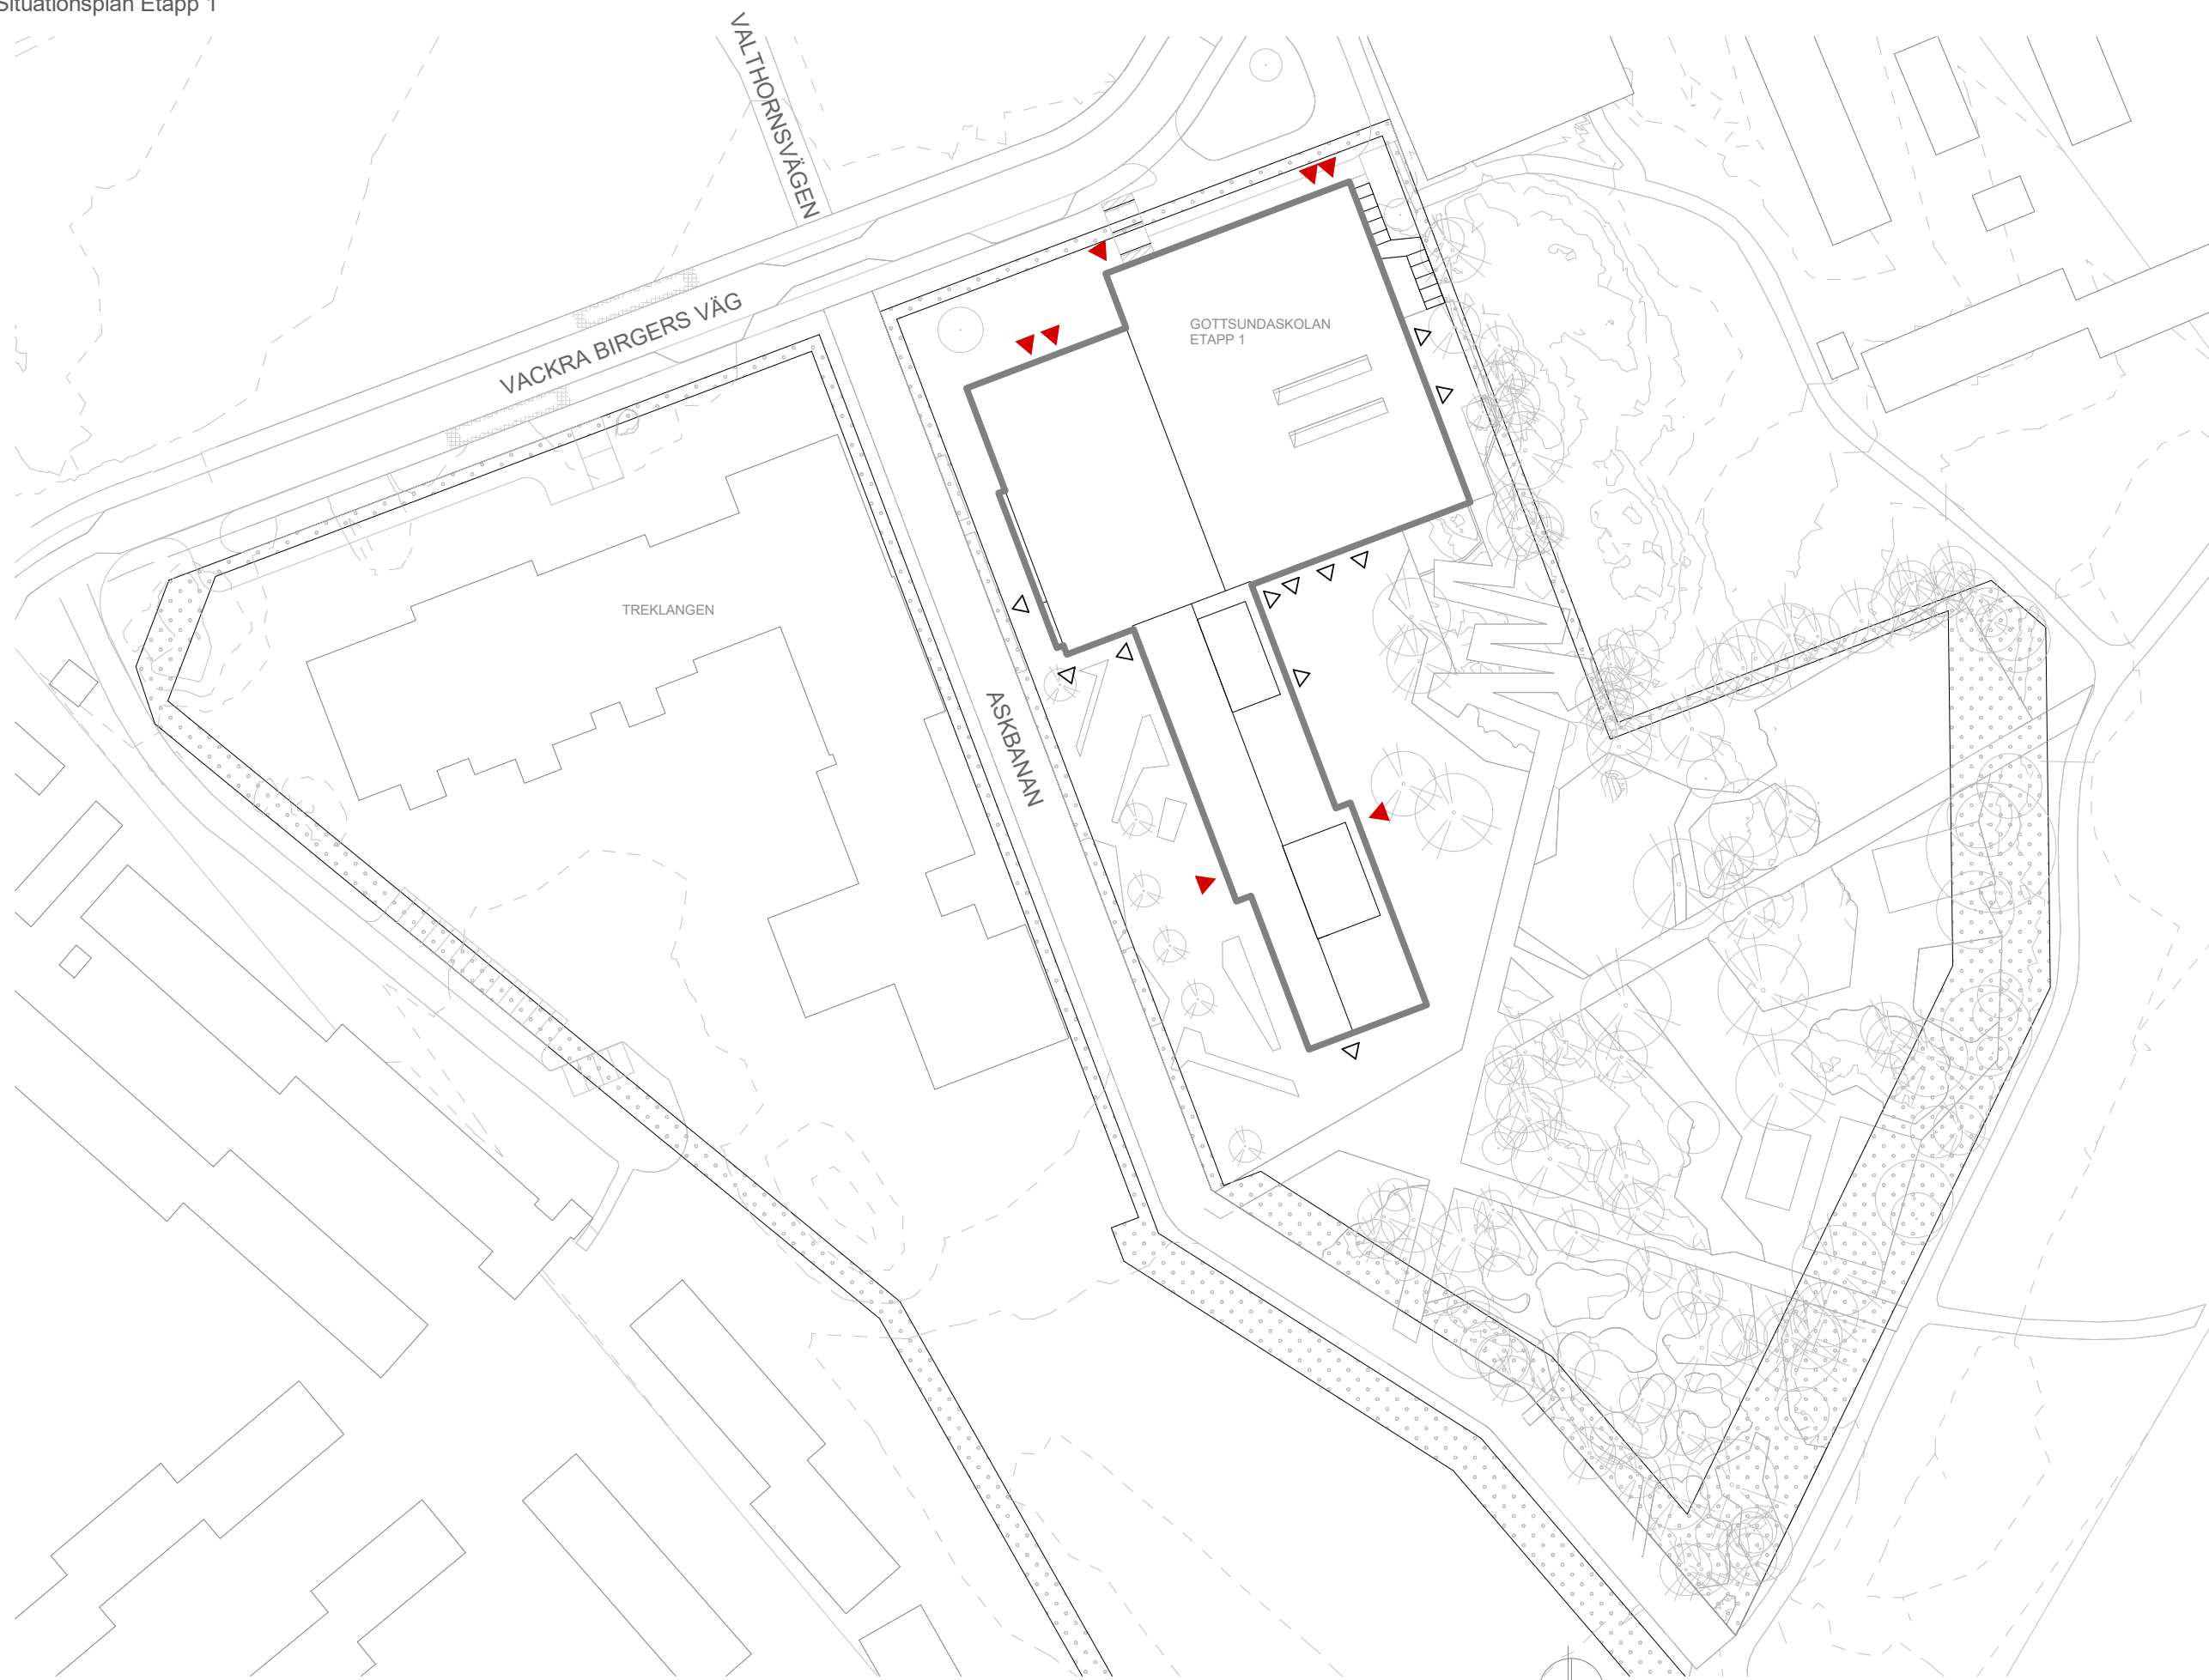 Situationsplan Etapp 1
VALTHORNSVÄGEN
VACKRA BIRGERS VÄG
GOTTSUNDASKOLAN
ETAPP 1
TREKLANGEN
ASKBANAN